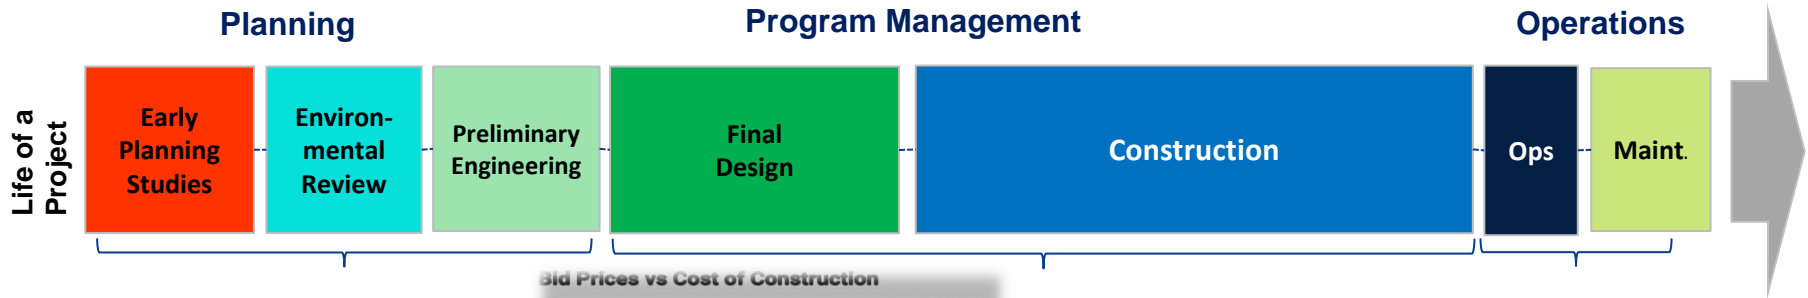 Planning
Program Management
Operations
Life of a
Project
Early
Planning
Studies
Environ-
mental
Review
Preliminary
Engineering
Final
Design
Construction
Ops
Maint.
Bid Prices vs Cost of Construction